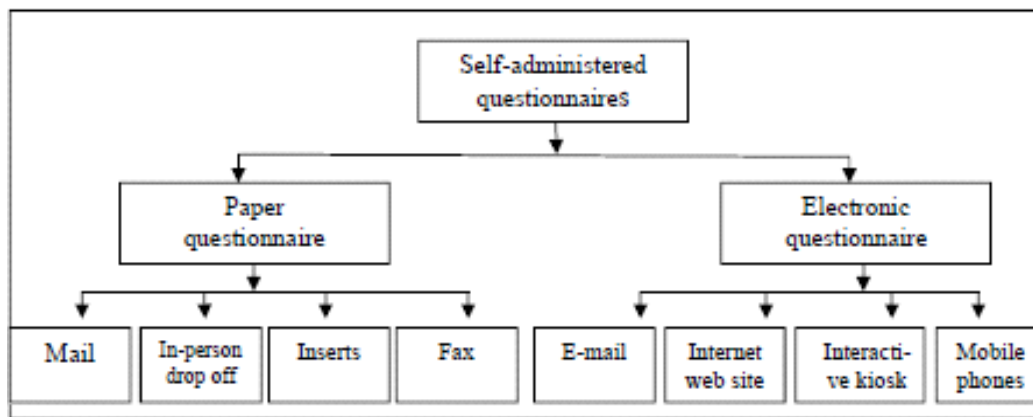 Self-administered
questionnaires
Paper
questionnaire
Electronic
questionnaire
Mail
In-person
drop off
Inserts
Fax
E-mail
Internet
web site
Interacti-
ve kiosk
Mobile
phones